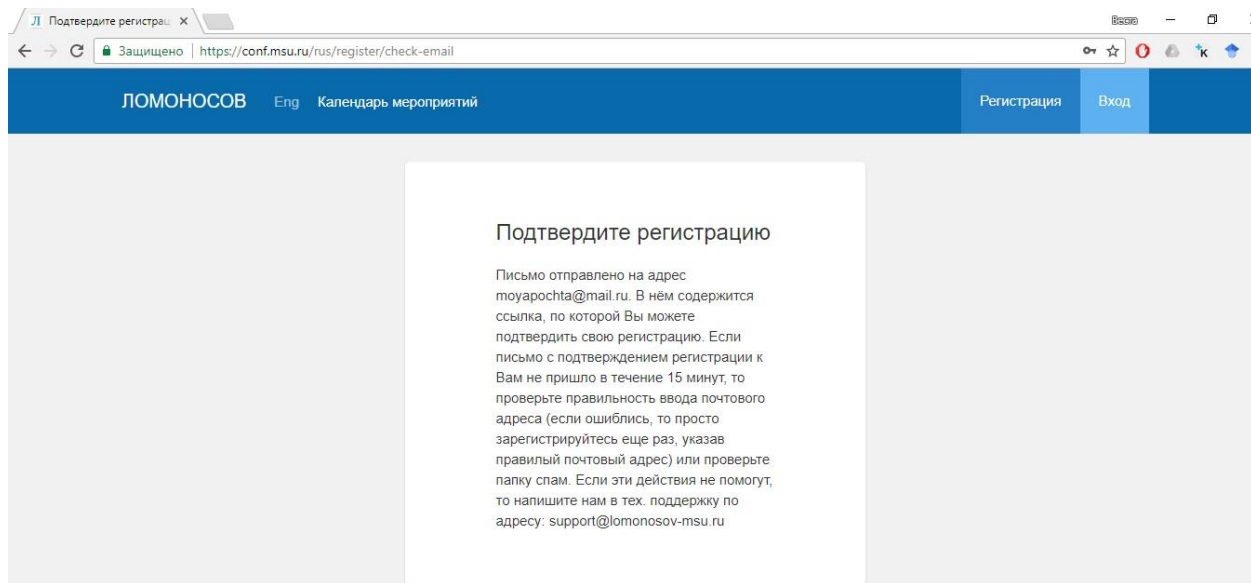 Л Подтвердите регистрац
Защищено https://conf.msu.ru/rus/register/check-email
ЛОМОНОСОВ Eng Календарь мероприятий Регистрация Вход
Подтвердите регистрацию
Письмо отправлено на адрес
moyapochta@mail.ru. В нём содержится
ссылка, по которой Вы можете
подтвердить свою регистрацию. Если
письмо с подтверждением регистрации к
Вам не пришло в течение 15 минут, то
проверьте правильность ввода почтового
адреса (если ошиблись, то просто
зарегистрируйтесь еще раз, указав
правилый почтовый адрес) или проверьте
папку спам. Если эти действия не помогут,
то напишите нам в тех. поддержку по
адресу: support@lomonosov-msu.ru